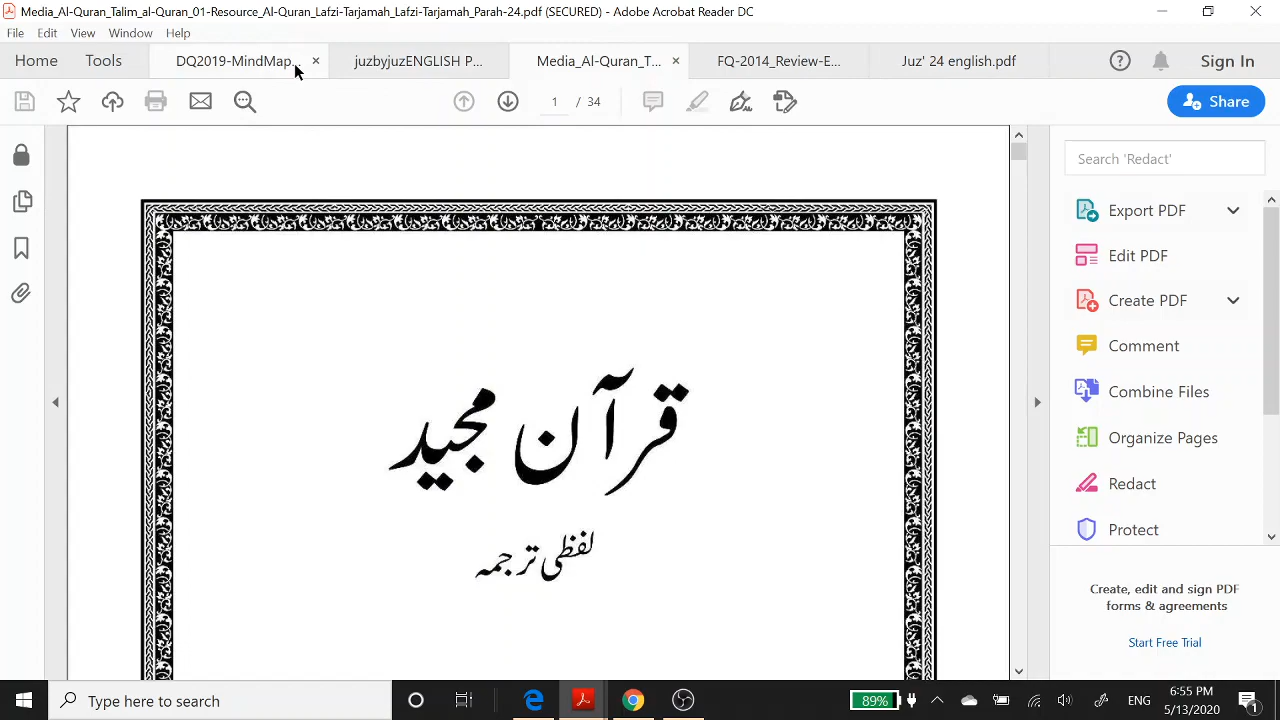 Media_Al-Quran_Talim_al-Quran_01-Resource_Al-Quran_Lafzi-Tarjamah_Lafzi-Tarjamah_Parah-24.pdf (SECURED) - Adobe Acrobat Reader DC
File Edit View Window Help
Home Tools DQ2019-MindMap... juzbyjuzENGLISH P... Media_Al-Quran_T... FQ-2014_Review-E... Juz' 24 english.pdf Sign In
1 / 34 Share
Search 'Redact'
Export PDF
Edit PDF
Create PDF
Comment
Combine Files
Organize Pages
Redact
Protect
Create, edit and sign PDF
forms & agreements
Start Free Trial
قرآن مجید
لفظی ترجمہ
Type here to search 89% ENG 6:55 PM
5/13/2020 1